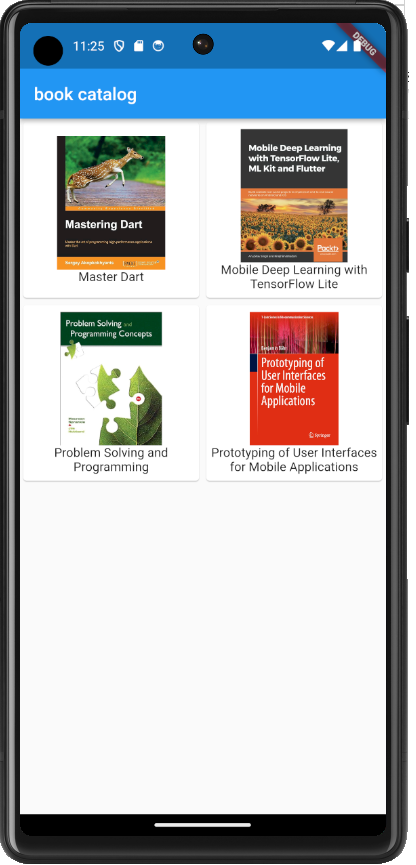 11:25
DEBUG
book catalog
Mastering Dart
Master Dart
Mobile Deep Learning
with TensorFlow Lite,
ML Kit and Flutter
Packt
Mobile Deep Learning with
TensorFlow Lite
Problem Solving and
Programming Concepts
Problem Solving and
Programming
Prototyping of
User Interfaces
for Mobile
Applications
Springer
Prototyping of User Interfaces
for Mobile Applications